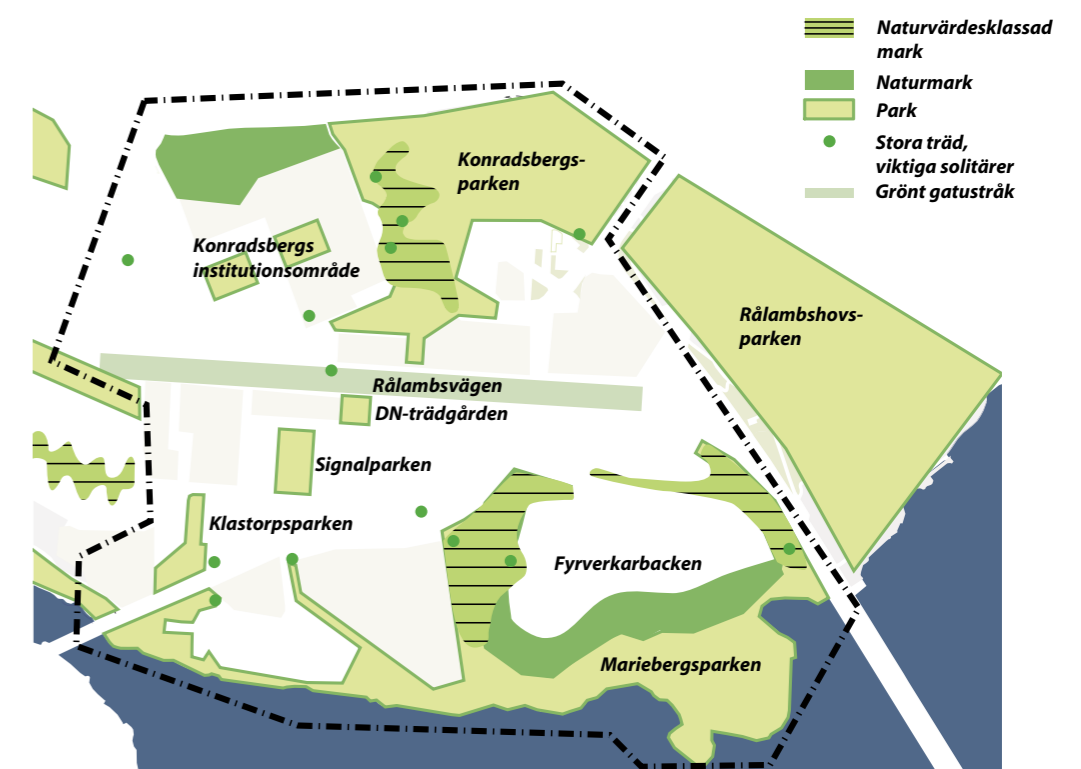 Naturvärdesklassad
mark
Naturmark
Park
Stora träd,
viktiga solitärer
Grönt gatustråk
Konradsbergs-
parken
Konradsbergs
institutionsområde
Rålambshovs-
parken
Rålambsvägen
DN-trädgården
Signalparken
Klastorpsparken
Fyrverkarbacken
Mariebergsparken